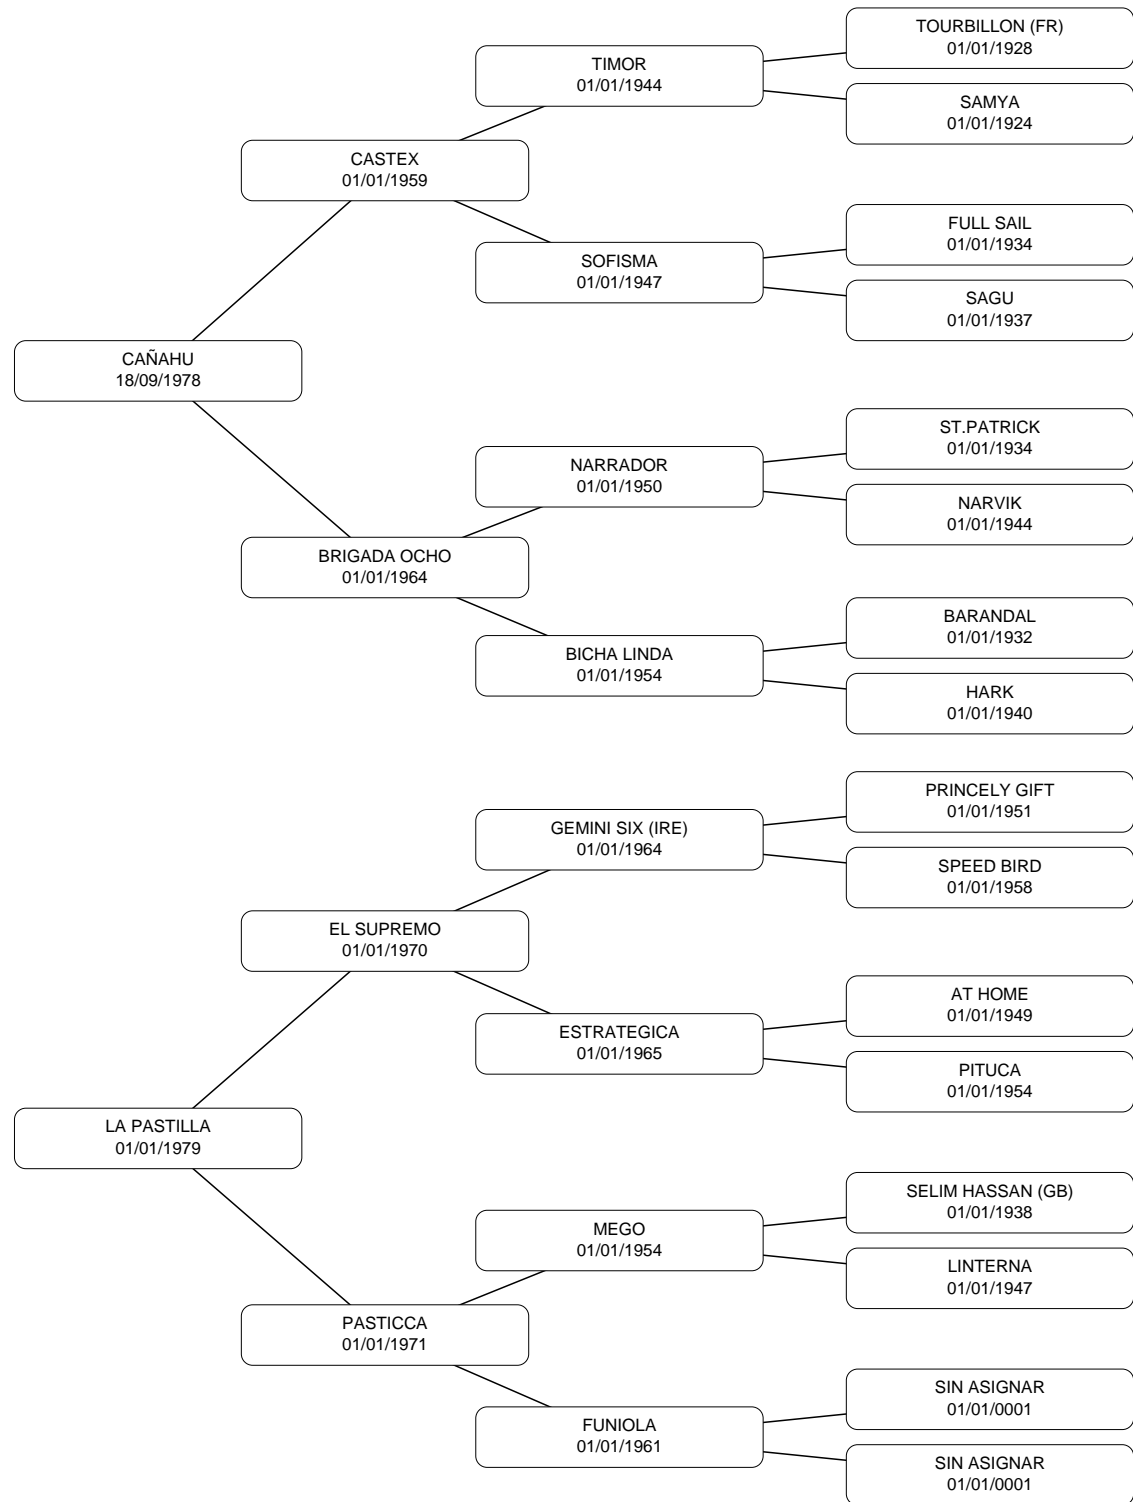 TOURBILLON (FR)
01/01/1928
TIMOR
01/01/1944
SAMYA
01/01/1924
CASTEX
01/01/1959
FULL SAIL
01/01/1934
SOFISMA
01/01/1947
SAGU
01/01/1937
CAÑAHU
18/09/1978
ST.PATRICK
01/01/1934
NARRADOR
01/01/1950
NARVIK
01/01/1944
BRIGADA OCHO
01/01/1964
BARANDAL
01/01/1932
BICHA LINDA
01/01/1954
HARK
01/01/1940
PRINCELY GIFT
01/01/1951
GEMINI SIX (IRE)
01/01/1964
SPEED BIRD
01/01/1958
EL SUPREMO
01/01/1970
AT HOME
01/01/1949
ESTRATEGICA
01/01/1965
PITUCA
01/01/1954
LA PASTILLA
01/01/1979
SELIM HASSAN (GB)
01/01/1938
MEGO
01/01/1954
LINTERNA
01/01/1947
PASTICCA
01/01/1971
SIN ASIGNAR
01/01/0001
FUNIOLA
01/01/1961
SIN ASIGNAR
01/01/0001